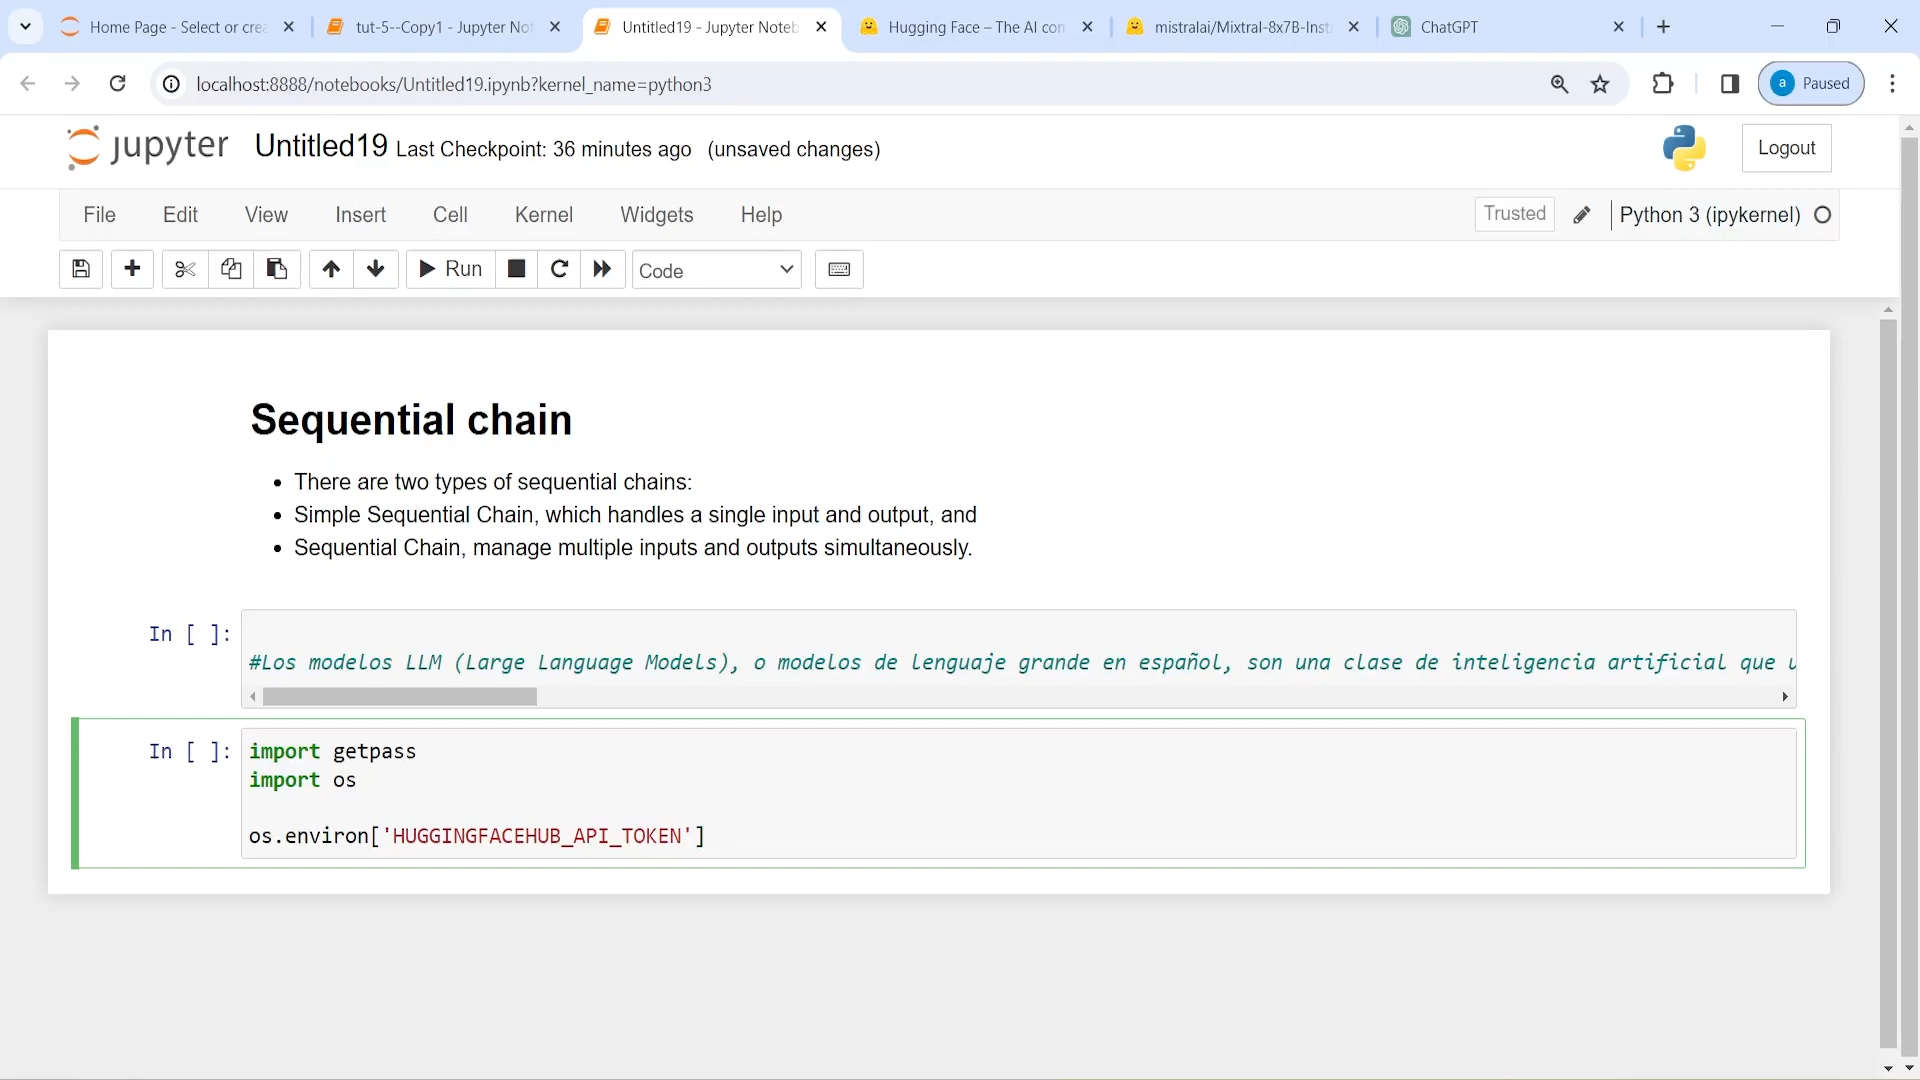 Home Page - Select or crea
tut-5--Copy1 - Jupyter Not
Untitled19 - Jupyter Noteb
Hugging Face – The AI com
mistralai/Mixtral-8x7B-Inst
ChatGPT
localhost:8888/notebooks/Untitled19.ipynb?kernel_name=python3
a Paused
jupyter Untitled19 Last Checkpoint: 36 minutes ago (unsaved changes)
Logout
File Edit View Insert Cell Kernel Widgets Help
Trusted Python 3 (ipykernel)
Run Code
Sequential chain
• There are two types of sequential chains:
• Simple Sequential Chain, which handles a single input and output, and
• Sequential Chain, manage multiple inputs and outputs simultaneously.
In [ ]:
#Los modelos LLM (Large Language Models), o modelos de lenguaje grande en español, son una clase de inteligencia artificial que
In [ ]: import getpass
import os
os.environ['HUGGINGFACEHUB_API_TOKEN']